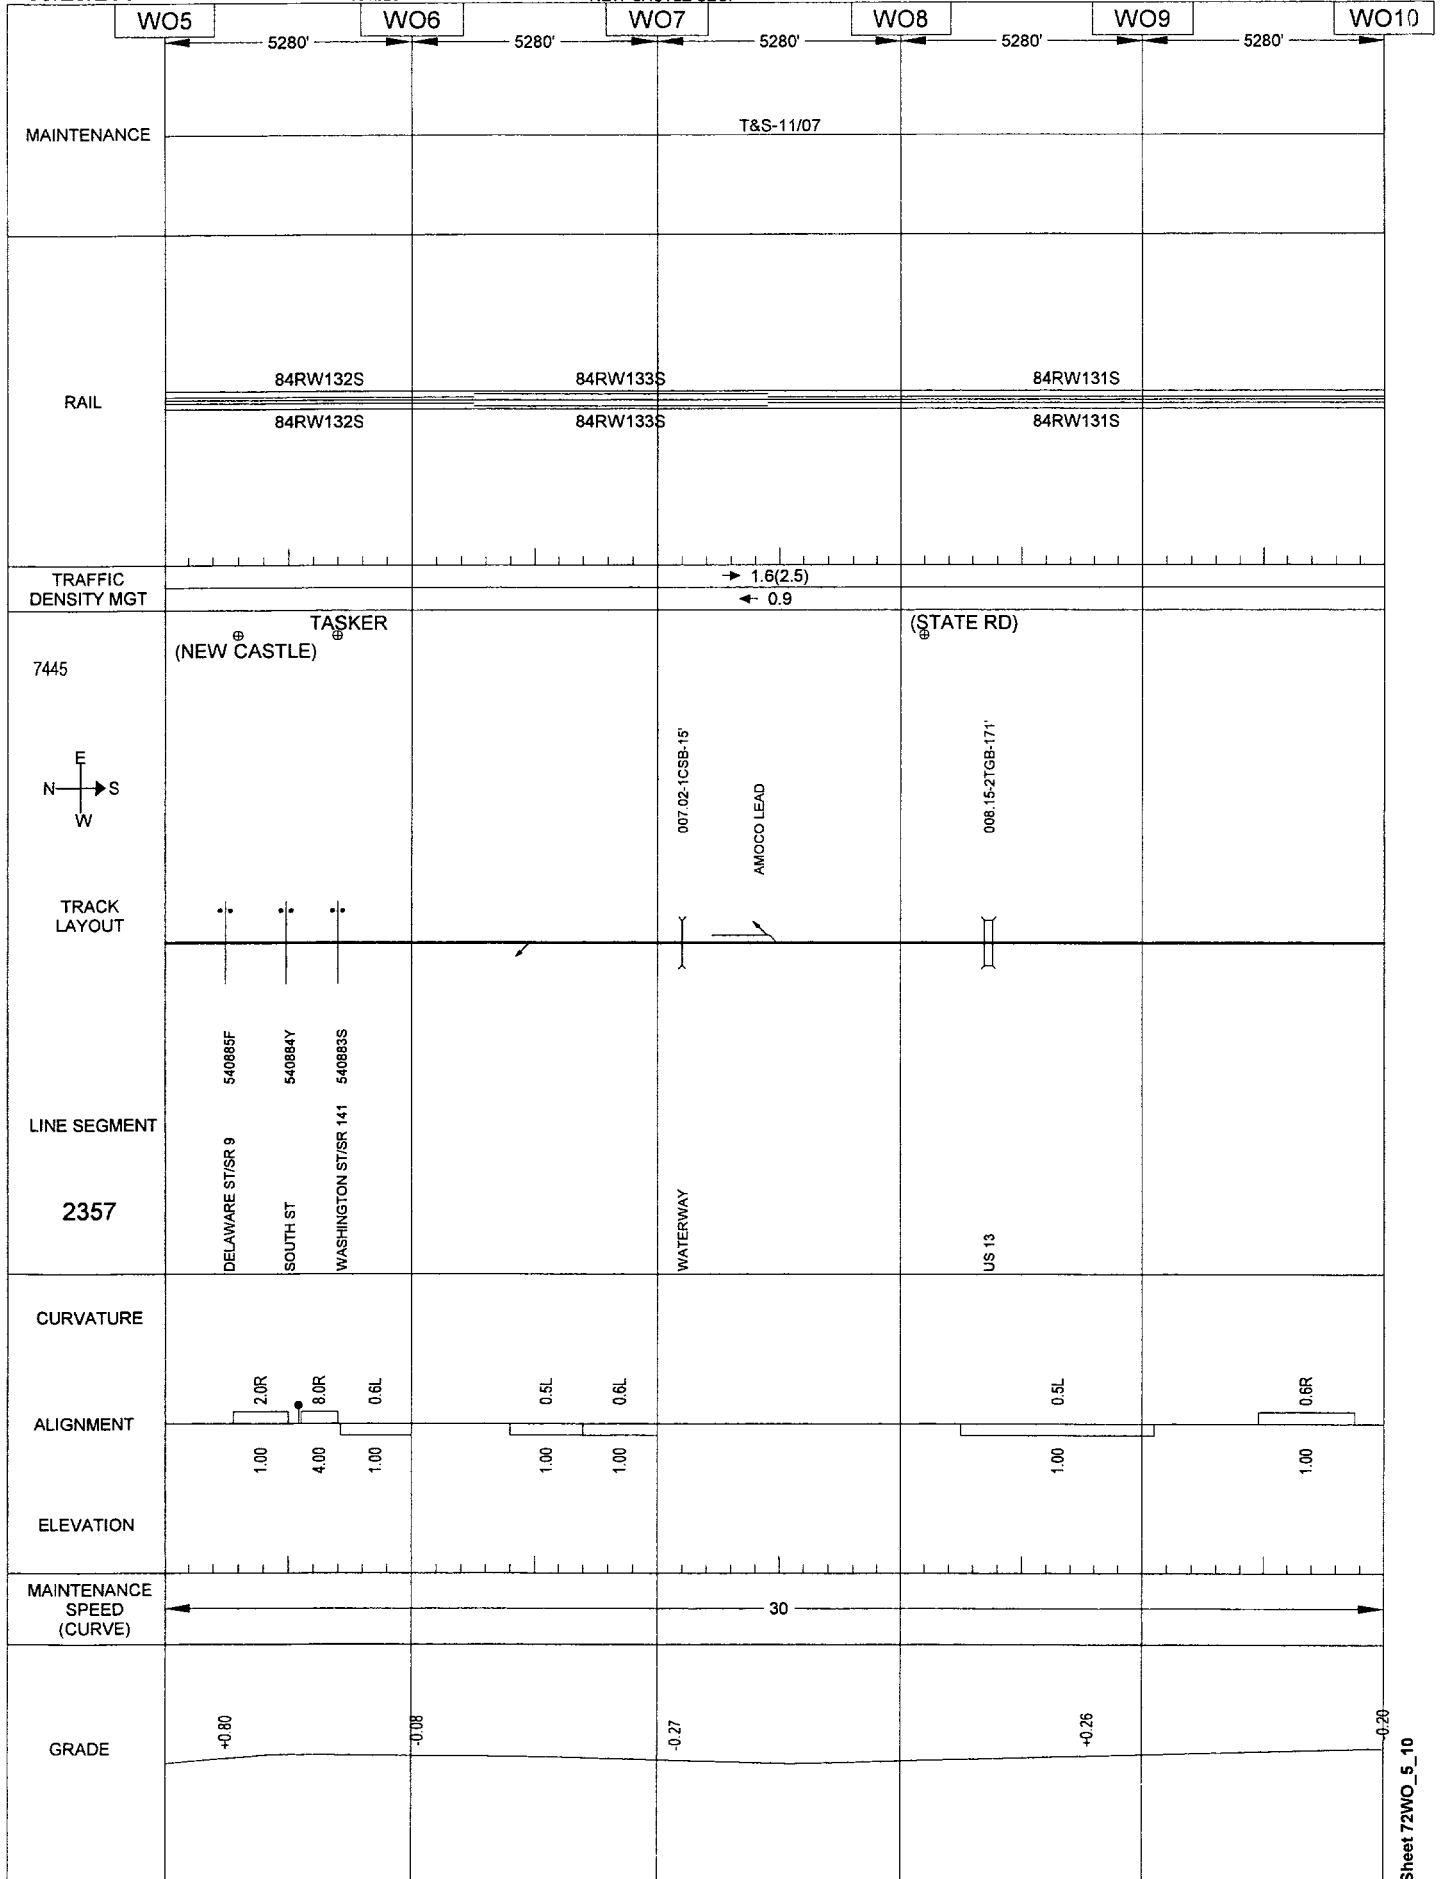 WO5 WO6 WO7 WO8 WO9 WO10
5280' 5280' 5280' 5280' 5280'
MAINTENANCE
T&S-11/07
RAIL
84RW132S 84RW133S 84RW131S
84RW132S 84RW133S 84RW131S
TRAFFIC
DENSITY MGT
1.6(2.5)
0.9
TASKER
(NEW CASTLE)
(STATE RD)
7445
E
N S
W
007.02-1CSB-15'
AMOCO LEAD
008.15-2TGB-171'
TRACK
LAYOUT
540885F
540884Y
540883S
LINE SEGMENT
2357
DELAWARE ST/SR 9
SOUTH ST
WASHINGTON ST/SR 141
WATERWAY
US 13
CURVATURE
2.0R 8.0R 0.6L 0.5L 0.6L 0.5L 0.6R
ALIGNMENT
1.00 4.00 1.00 1.00 1.00 1.00 1.00
ELEVATION
MAINTENANCE
SPEED
(CURVE)
30
GRADE
+0.80 -0.08 -0.27 +0.26 -0.20
Sheet 72WO_5_10